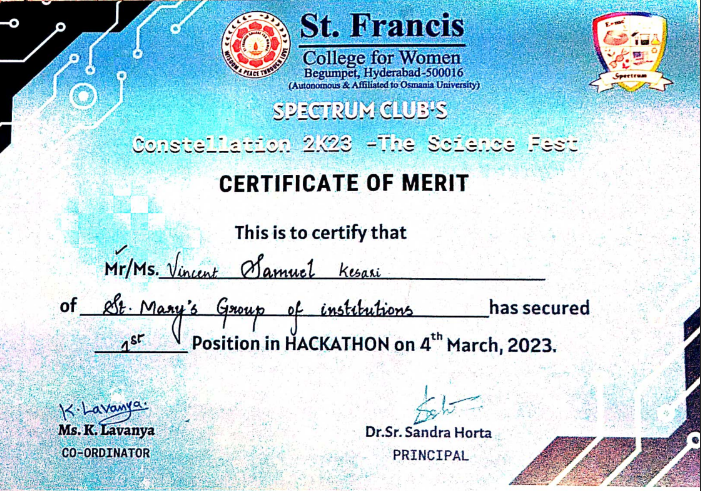 St. Francis
College for Women
Begumpet, Hyderabad-500016
(Autonomous & Affiliated to Osmania University)
WISDOM & PEACE THROUGH LOVE
Spectrum
SPECTRUM CLUB'S
Constellation 2K23 -The Science Fest
CERTIFICATE OF MERIT
This is to certify that
Mr/Ms. Vincent Samuel Kesari
of St. Mary's Group of institutions has secured
1st Position in HACKATHON on 4th March, 2023.
K. Lavanya.
Ms. K. Lavanya
CO-ORDINATOR
Dr.Sr. Sandra Horta
PRINCIPAL